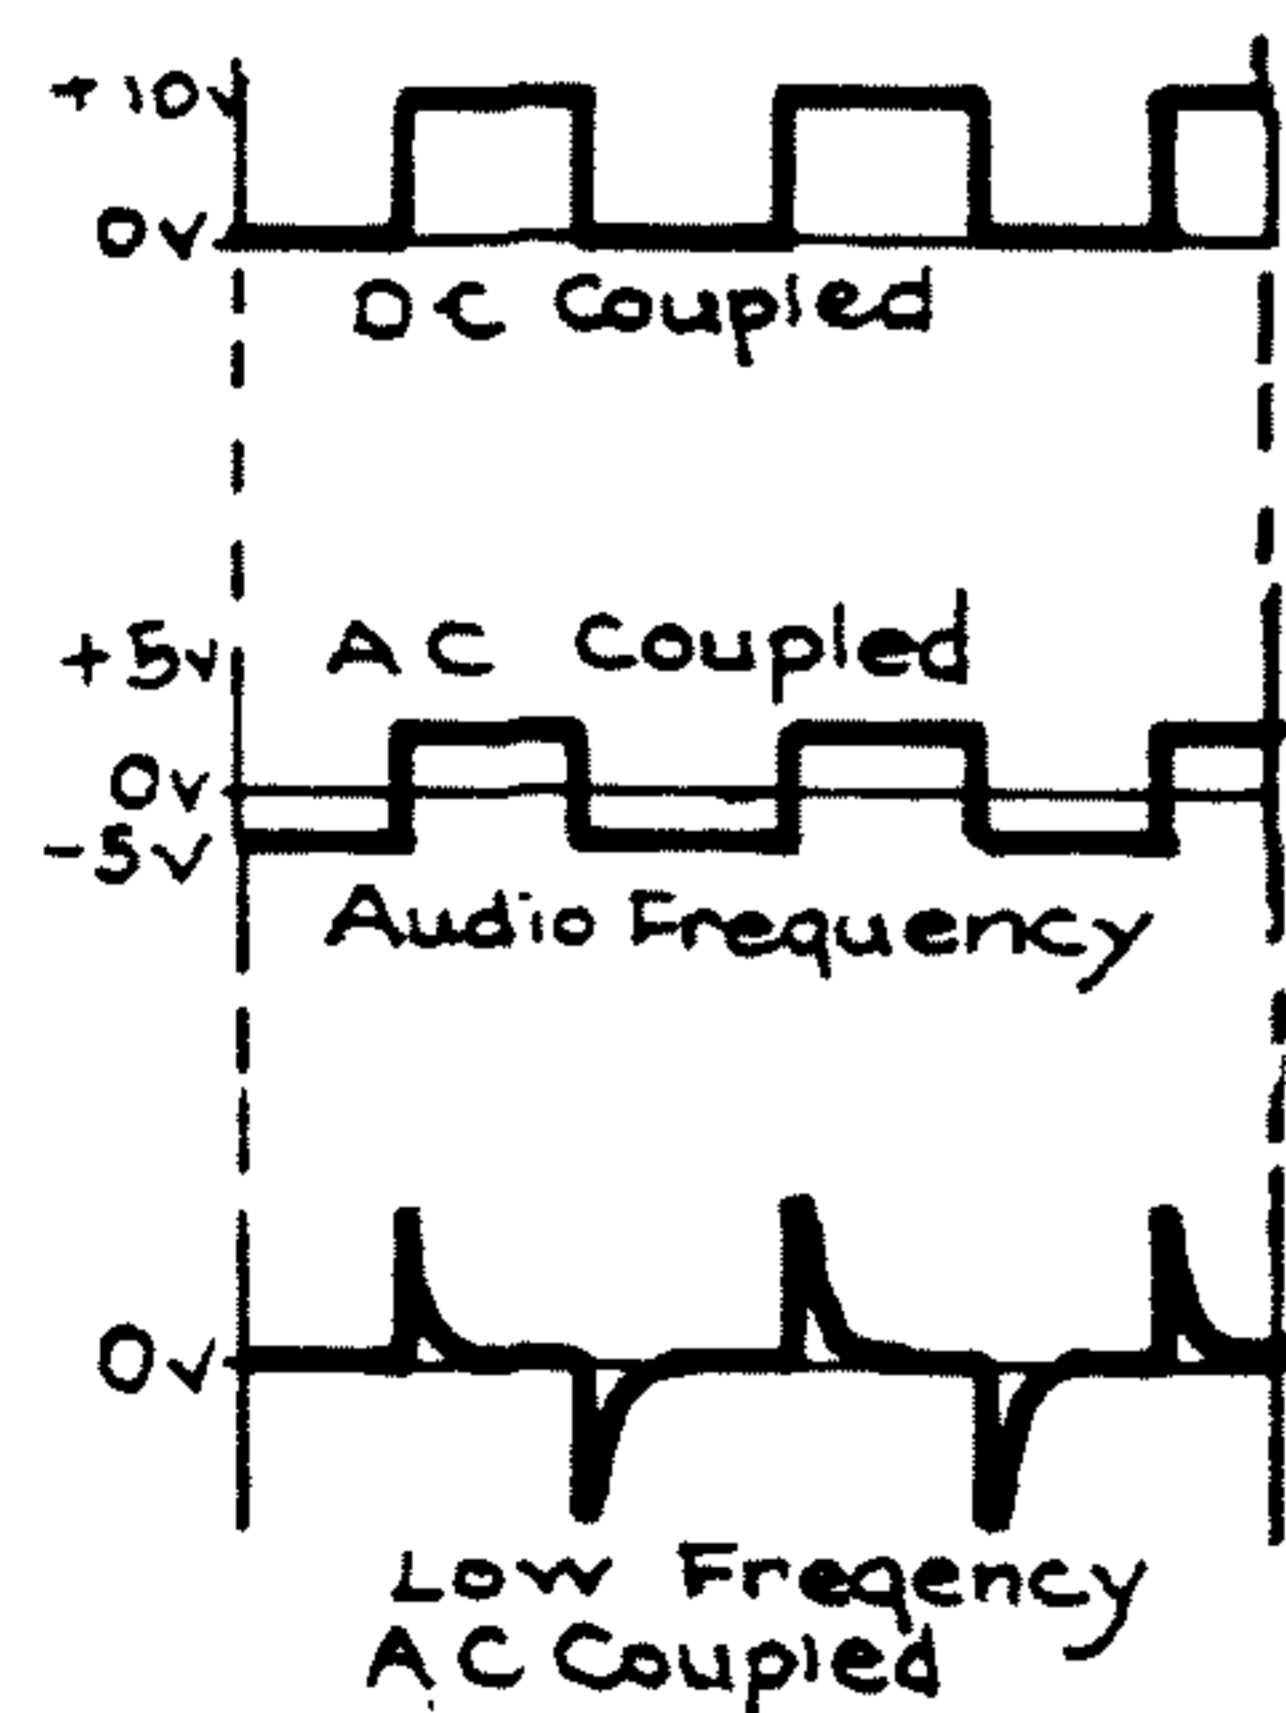 +10v
0v
DC Coupled
+5v
AC Coupled
0v
-5v
Audio Frequency
0v
Low Freqency
AC Coupled